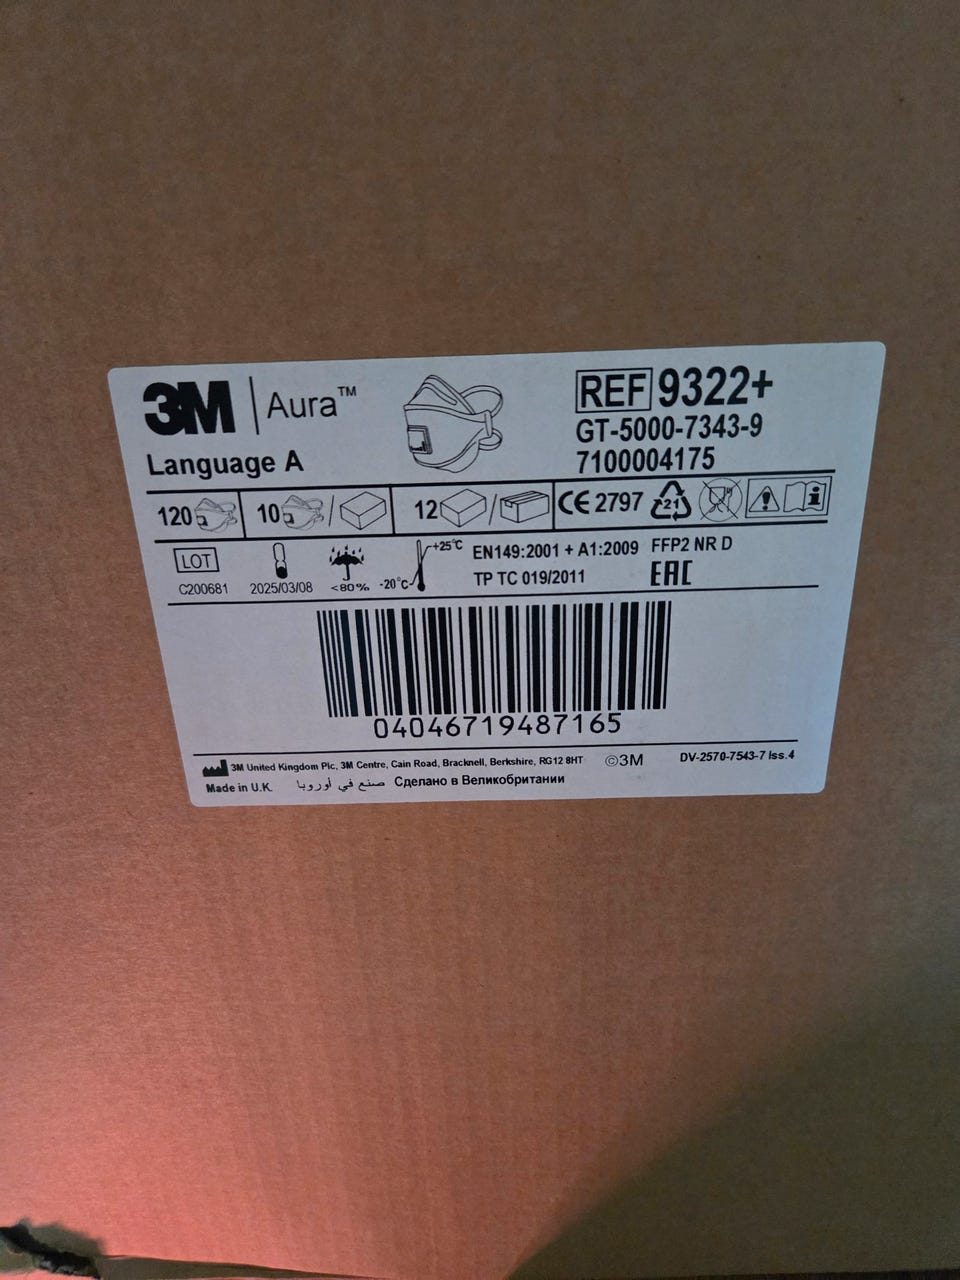 3M Aura™
REF 9322+
GT-5000-7343-9
7100004175
Language A
120 10 / 12 / CE 2797 21
LOT
C200681
2025/03/08
<80%
-20°C +25°C
EN149:2001 + A1:2009 FFP2 NR D
TP TC 019/2011 EAC
04046719487165
3M United Kingdom Plc, 3M Centre, Cain Road, Bracknell, Berkshire, RG12 8HT ©3M DV-2570-7543-7 Iss.4
Made in U.K. صنع في أوروبا Сделано в Великобритании